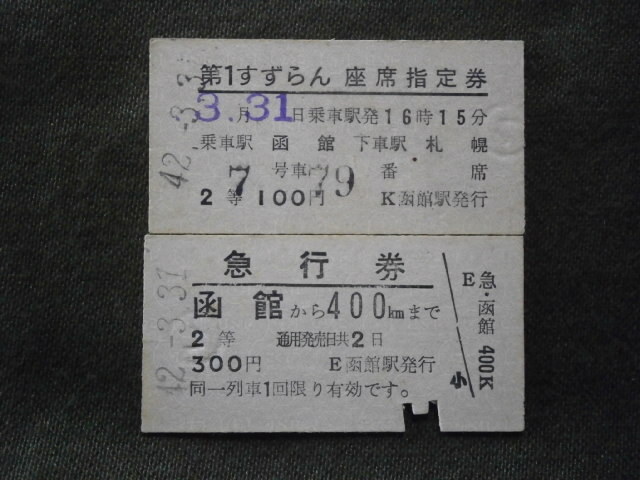 42.-3.31
第1すずらん 座席指定券
3月31日乗車駅発16時15分
乗車駅 函館 下車駅・札幌
7号車 79番席
2等 100円 K函館駅発行
42.-3.31
急行券
函館から400kmまで
2等 通用発売日共2日
300円 E函館駅発行
同一列車1回限り有効です。
E急・函館 400K
小